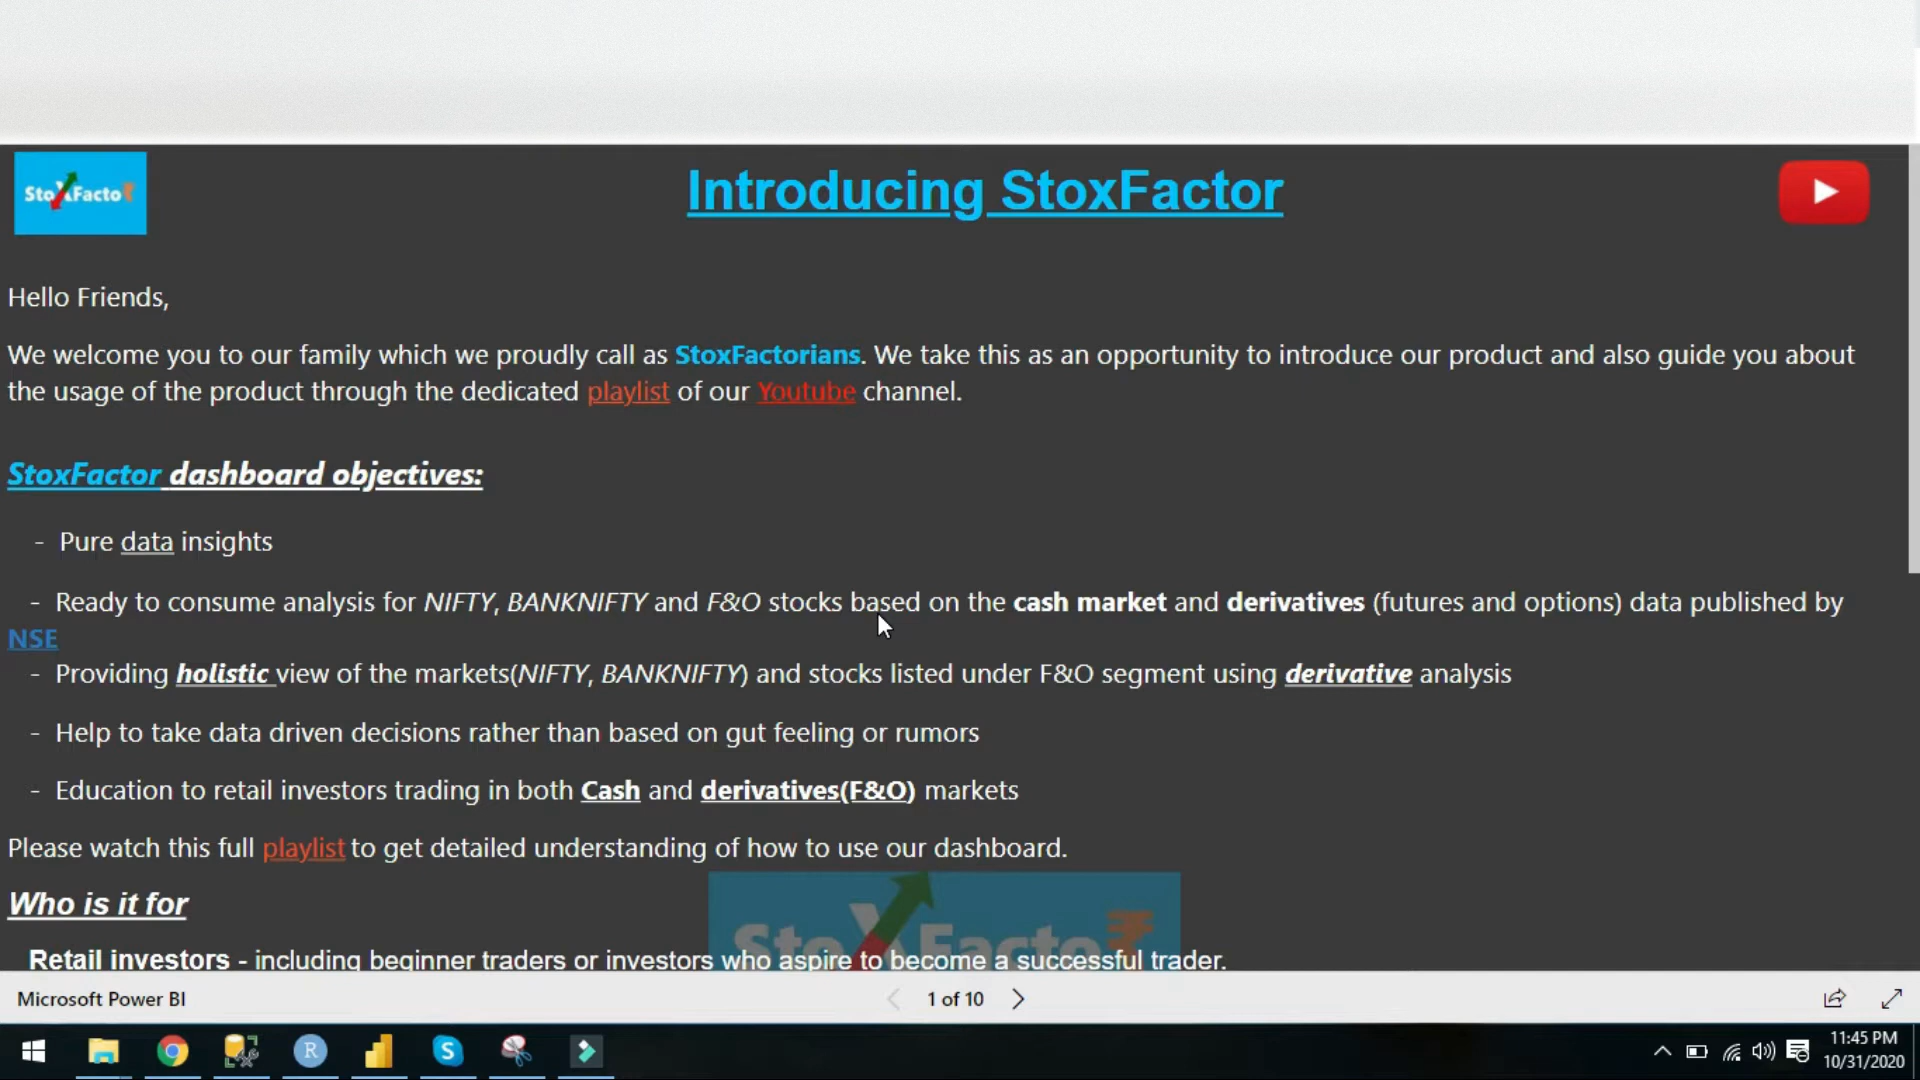 StoxFacto₹
Introducing StoxFactor
Hello Friends,
We welcome you to our family which we proudly call as StoxFactorians. We take this as an opportunity to introduce our product and also guide you about
the usage of the product through the dedicated playlist of our Youtube channel.
StoxFactor dashboard objectives:
- Pure data insights
- Ready to consume analysis for NIFTY, BANKNIFTY and F&O stocks based on the cash market and derivatives (futures and options) data published by
NSE
- Providing holistic view of the markets(NIFTY, BANKNIFTY) and stocks listed under F&O segment using derivative analysis
- Help to take data driven decisions rather than based on gut feeling or rumors
- Education to retail investors trading in both Cash and derivatives(F&O) markets
Please watch this full playlist to get detailed understanding of how to use our dashboard.
Who is it for
StoxFacto₹
Retail investors - including beginner traders or investors who aspire to become a successful trader.
Microsoft Power BI
1 of 10
R
S
11:45 PM
10/31/2020